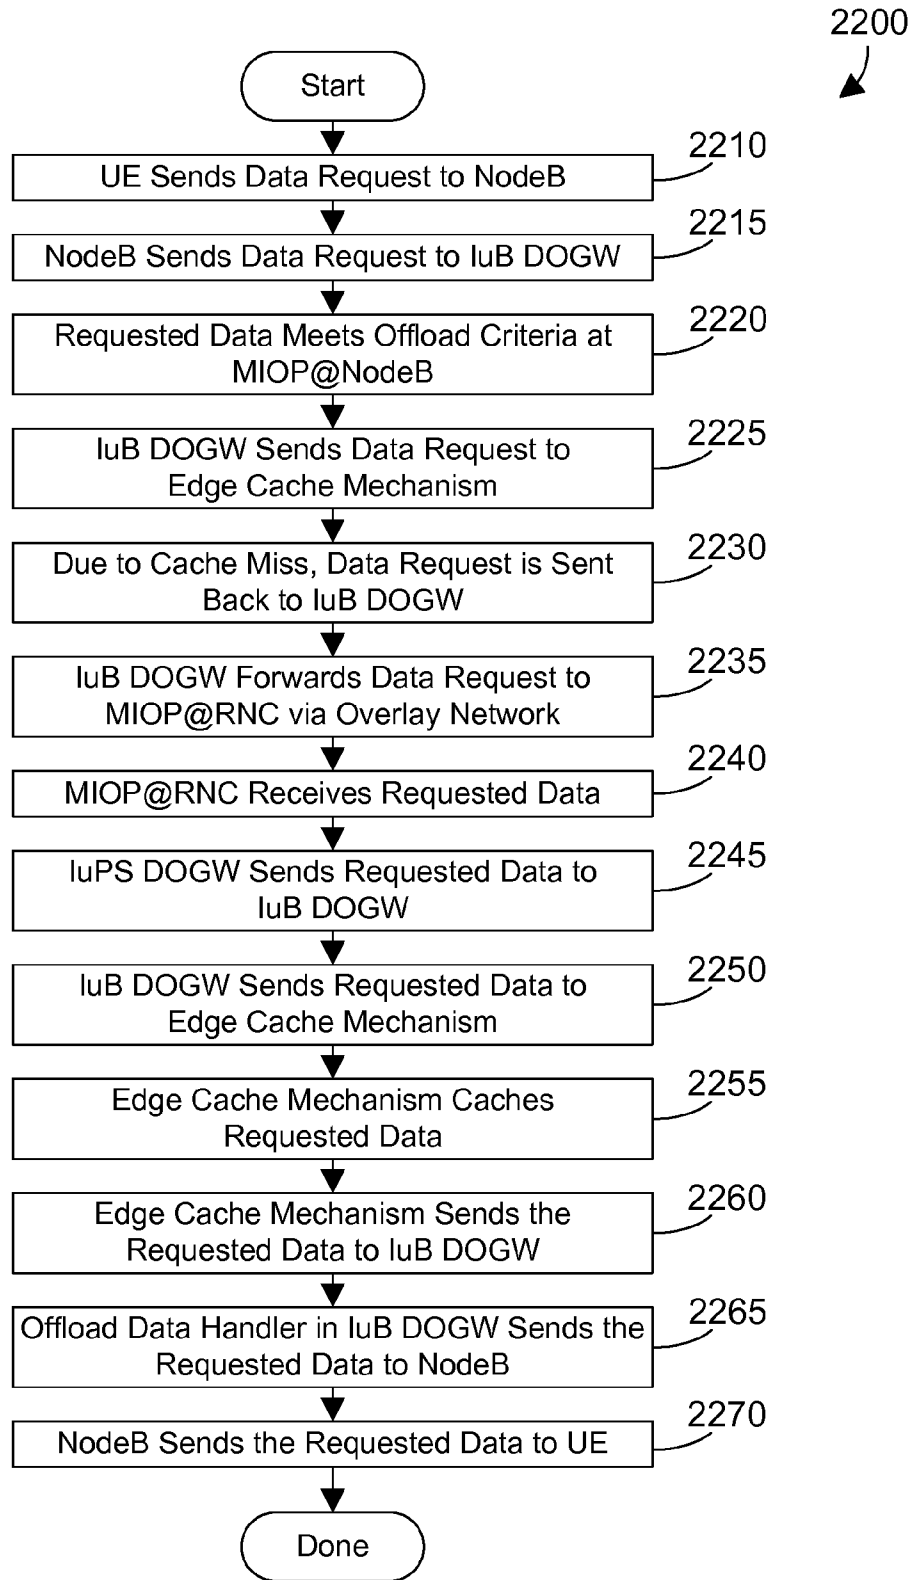 2200
Start
UE Sends Data Request to NodeB
2210
NodeB Sends Data Request to IuB DOGW
2215
Requested Data Meets Offload Criteria at
MIOP@NodeB
2220
IuB DOGW Sends Data Request to
Edge Cache Mechanism
2225
Due to Cache Miss, Data Request is Sent
Back to IuB DOGW
2230
IuB DOGW Forwards Data Request to
MIOP@RNC via Overlay Network
2235
MIOP@RNC Receives Requested Data
2240
IuPS DOGW Sends Requested Data to
IuB DOGW
2245
IuB DOGW Sends Requested Data to
Edge Cache Mechanism
2250
Edge Cache Mechanism Caches
Requested Data
2255
Edge Cache Mechanism Sends the
Requested Data to IuB DOGW
2260
Offload Data Handler in IuB DOGW Sends the
Requested Data to NodeB
2265
NodeB Sends the Requested Data to UE
2270
Done